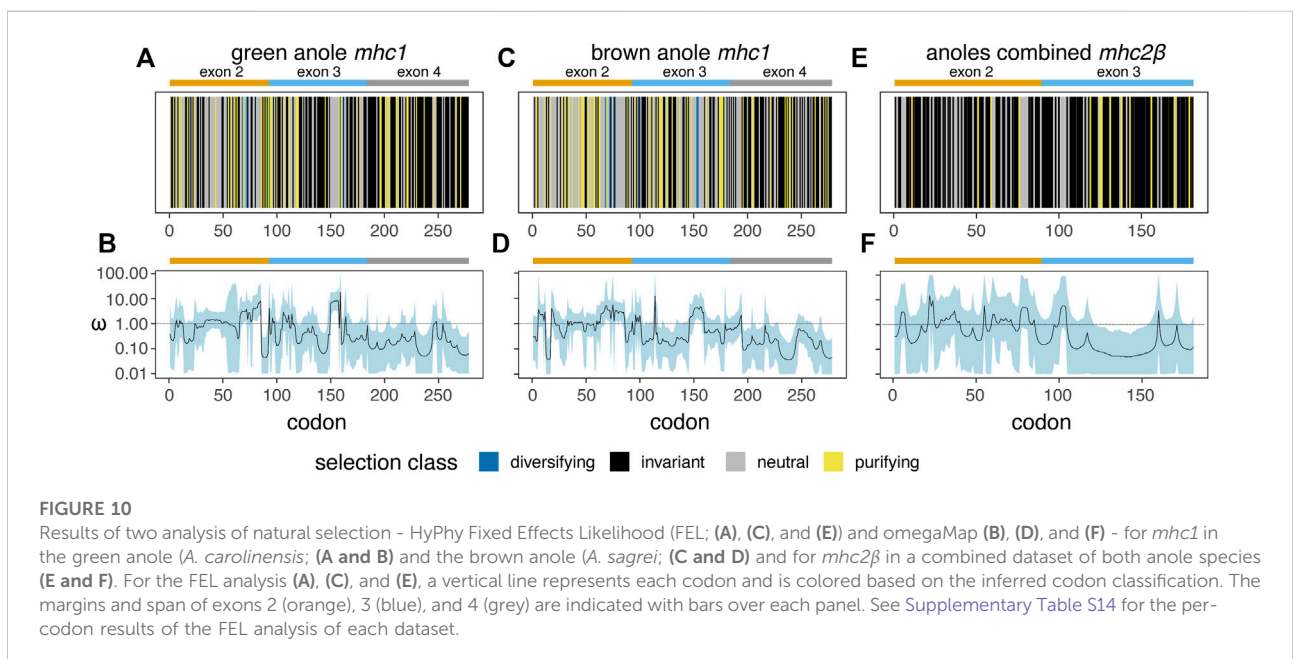 A
green anole mhc1
exon 2 exon 3 exon 4
0 50 100 150 200 250
C
brown anole mhc1
exon 2 exon 3 exon 4
0 50 100 150 200 250
E
anoles combined mhc2β
exon 2 exon 3
0 50 100 150
B
100.00
10.00
1.00
0.10
0.01
ω
0 50 100 150 200 250
codon
D
0 50 100 150 200 250
codon
F
0 50 100 150
codon
selection class diversifying invariant neutral purifying
FIGURE 10
Results of two analysis of natural selection - HyPhy Fixed Effects Likelihood (FEL; (A), (C), and (E)) and omegaMap (B), (D), and (F) - for mhc1 in
the green anole (A. carolinensis; (A and B) and the brown anole (A. sagrei; (C and D) and for mhc2β in a combined dataset of both anole species
(E and F). For the FEL analysis (A), (C), and (E), a vertical line represents each codon and is colored based on the inferred codon classification. The
margins and span of exons 2 (orange), 3 (blue), and 4 (grey) are indicated with bars over each panel. See Supplementary Table S14 for the per-
codon results of the FEL analysis of each dataset.